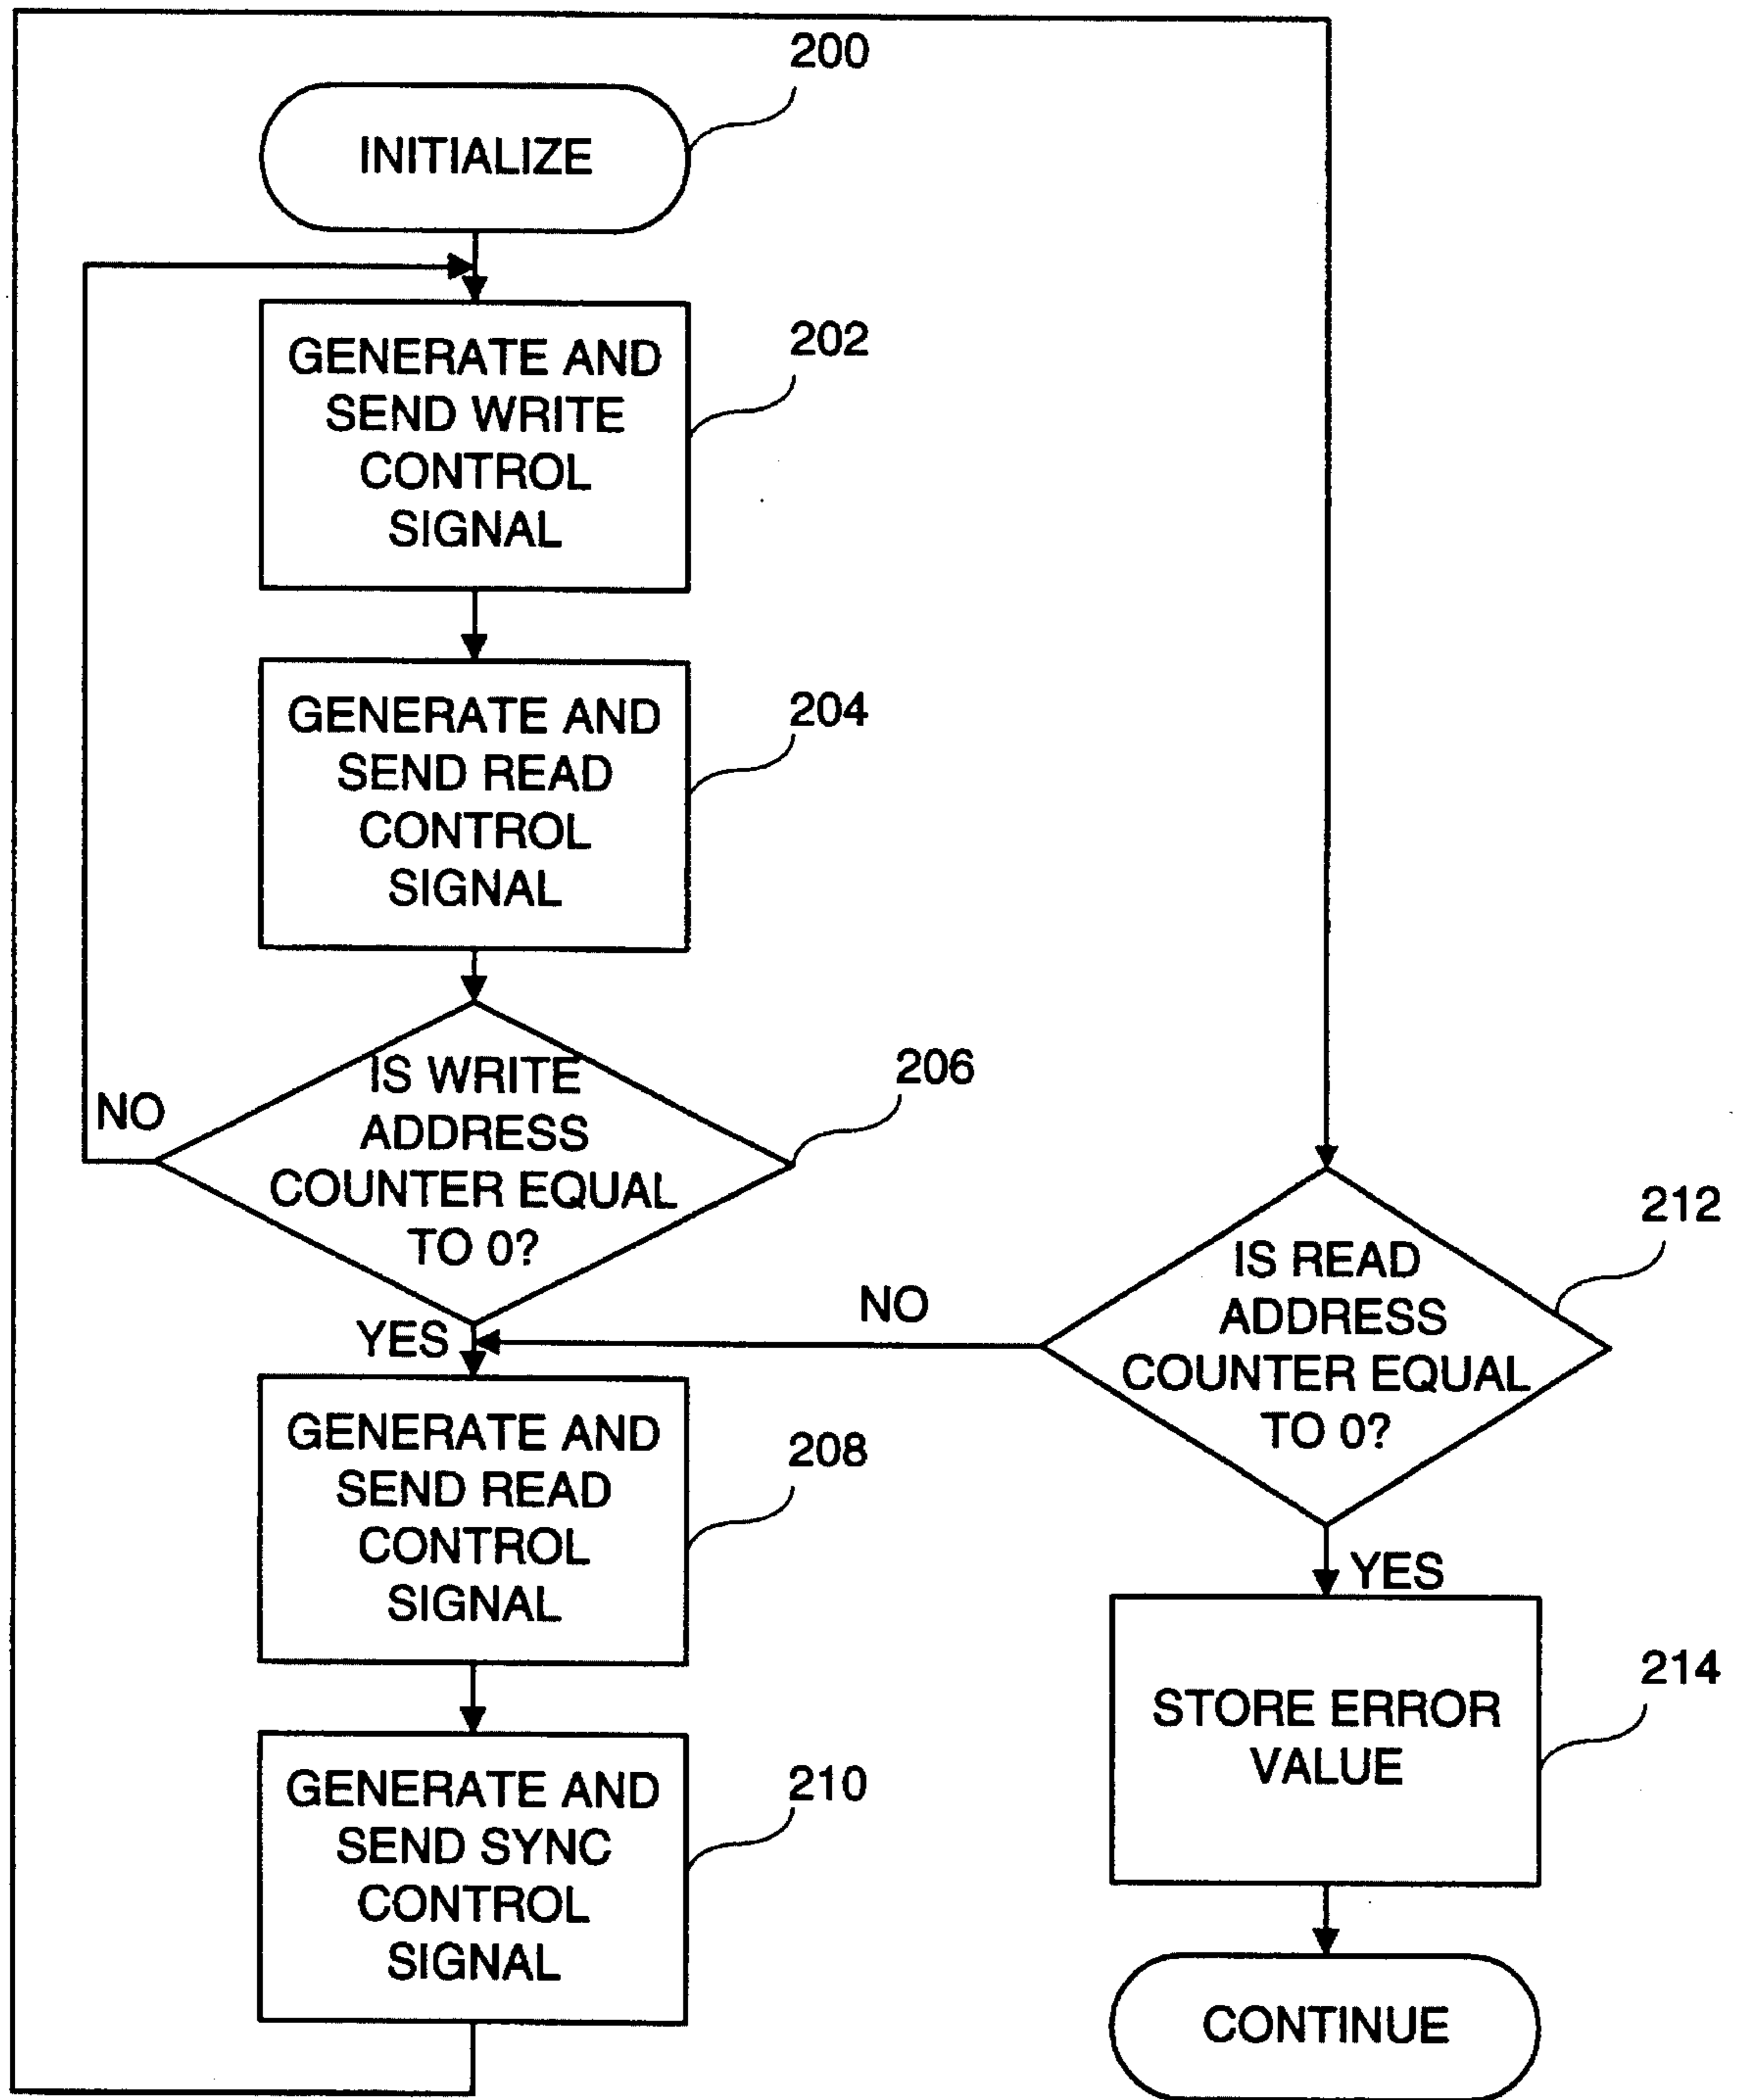 200
INITIALIZE
202
GENERATE AND
SEND WRITE
CONTROL
SIGNAL
204
GENERATE AND
SEND READ
CONTROL
SIGNAL
206
IS WRITE
ADDRESS
COUNTER EQUAL
TO 0?
NO
YES
212
IS READ
ADDRESS
COUNTER EQUAL
TO 0?
NO
YES
208
GENERATE AND
SEND READ
CONTROL
SIGNAL
210
GENERATE AND
SEND SYNC
CONTROL
SIGNAL
214
STORE ERROR
VALUE
CONTINUE